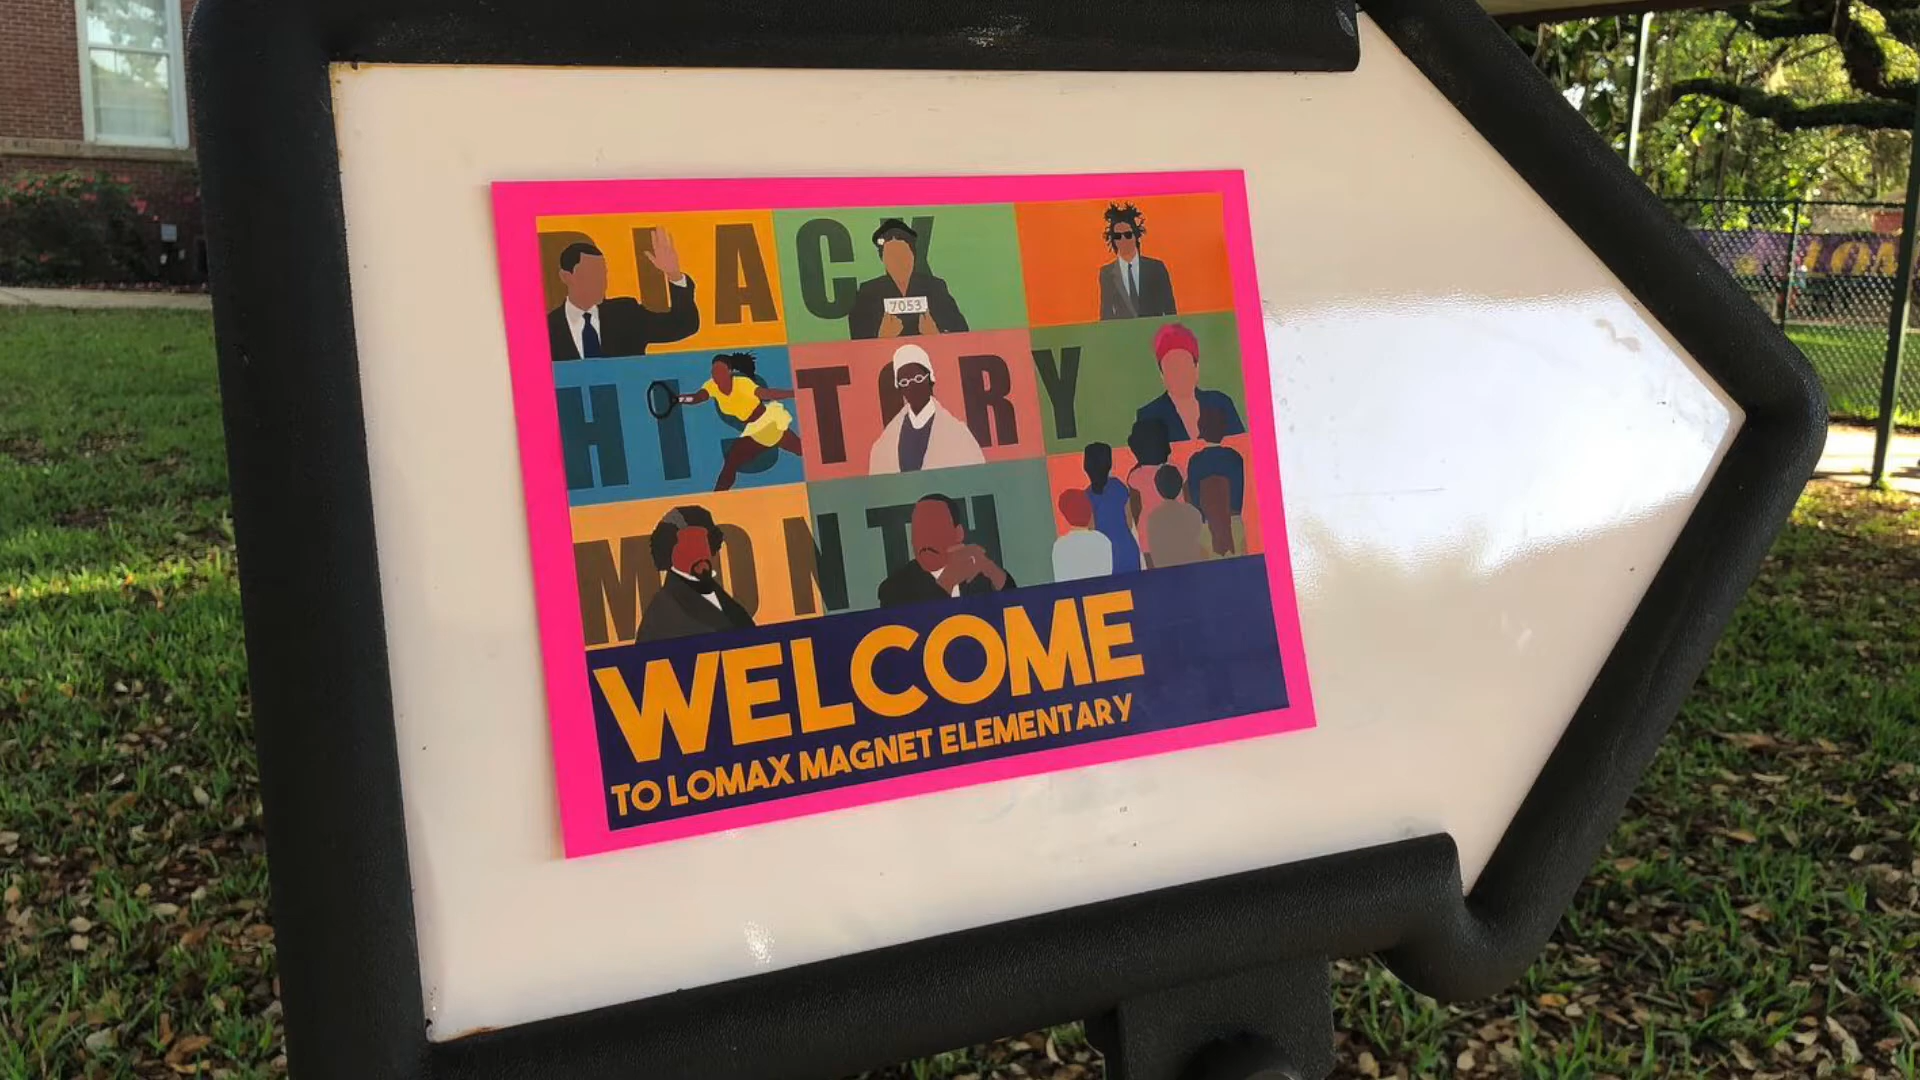 BLACK
7053
HISTORY
MONTH
WELCOME
TO LOMAX MAGNET ELEMENTARY